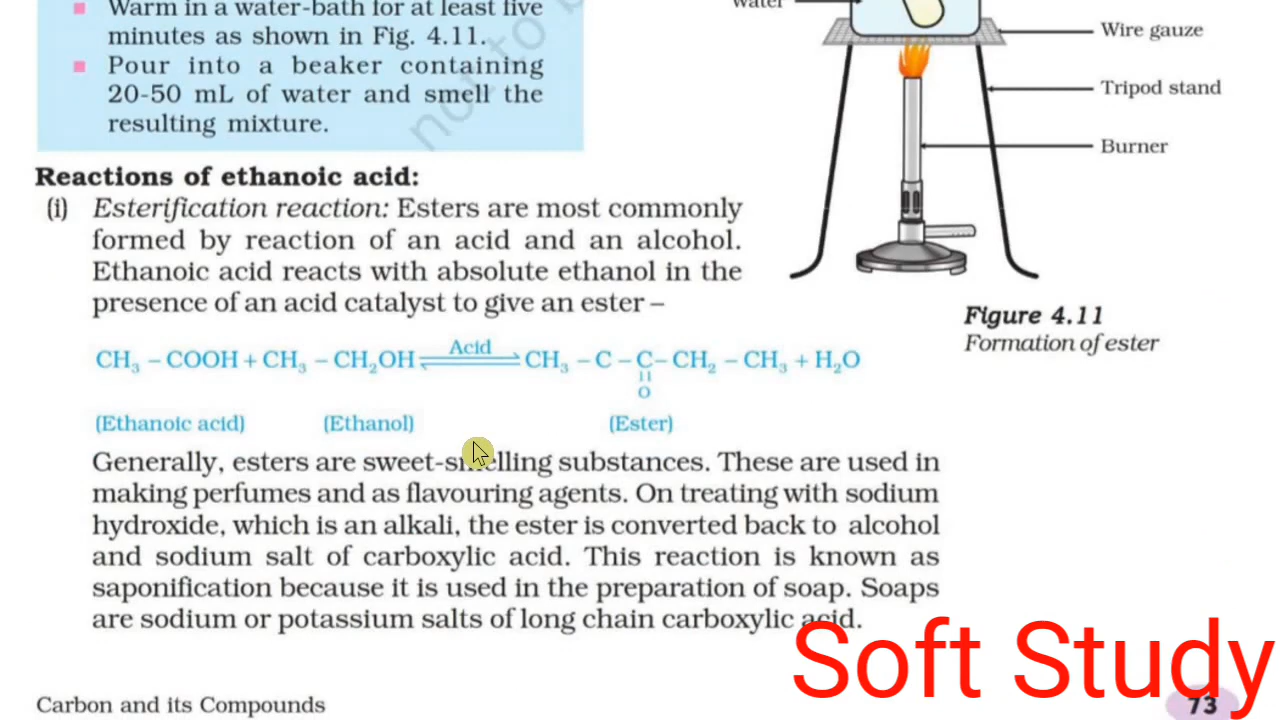 Warm in a water-bath for at least five
minutes as shown in Fig. 4.11.
Pour into a beaker containing
20-50 mL of water and smell the
resulting mixture.
not to b
Water
Wire gauze
Tripod stand
Burner
Figure 4.11
Formation of ester
Reactions of ethanoic acid:
(i) Esterification reaction: Esters are most commonly
formed by reaction of an acid and an alcohol.
Ethanoic acid reacts with absolute ethanol in the
presence of an acid catalyst to give an ester –
Acid
CH₃ – COOH + CH₃ – CH₂OH ⇌ CH₃ – C – C – CH₂ – CH₃ + H₂O
||
O
(Ethanoic acid) (Ethanol) (Ester)
Generally, esters are sweet-smelling substances. These are used in
making perfumes and as flavouring agents. On treating with sodium
hydroxide, which is an alkali, the ester is converted back to alcohol
and sodium salt of carboxylic acid. This reaction is known as
saponification because it is used in the preparation of soap. Soaps
are sodium or potassium salts of long chain carboxylic acid.
Soft Study
Carbon and its Compounds
73